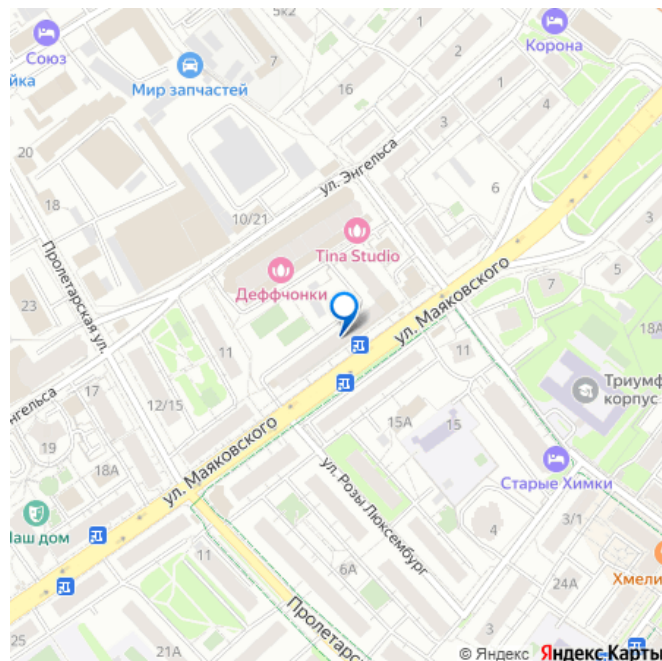 5к2
1
Союз
Корона
йка
7
Мир запчастей
16
1
4
3
20
ул. Энгельса
18
6
10/21
Tina Studio
Пролетарская ул.
Деффчонки
5
7
23
ул. Маяковского
18А
11
11
Триумф
корпус
17
Энгельса
12/15
15А
15
19
ул. Маяковского
18А
Старые Химки
Наш дом
ул. Розы Люксембург
3/1
4
11
6А
24А
Хмели
Пролетарск
25
21А
© Яндекс Яндекс Карты